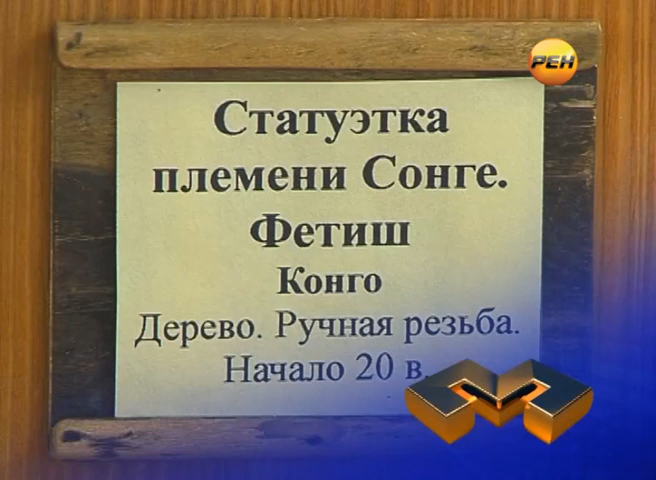 РЕН
Статуэтка
племени Сонге.
Фетиш
Конго
Дерево. Ручная резьба.
Начало 20 в.